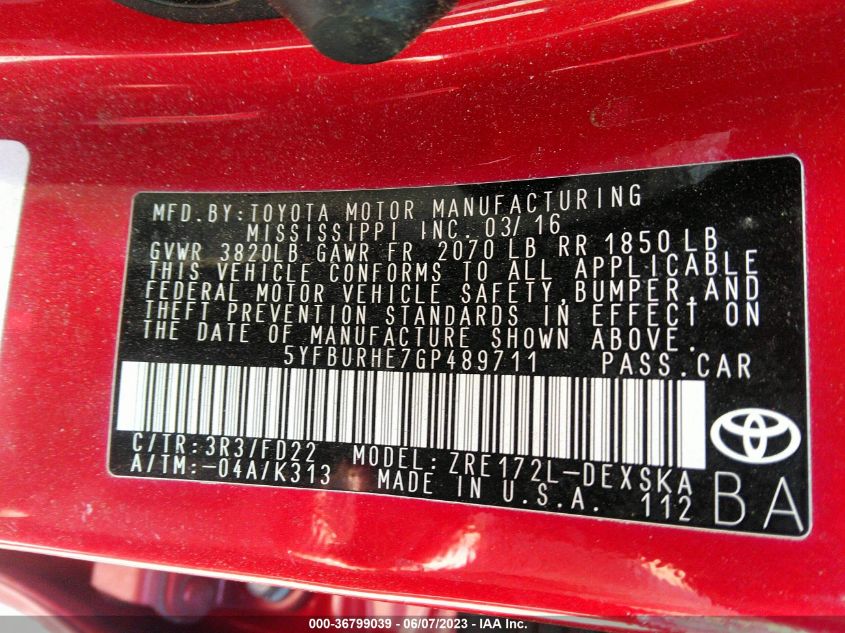 MFD. BY: TOYOTA MOTOR MANUFACTURING
MISSISSIPPI INC. 03/16
GVWR 3820LB GAWR FR 2070 LB RR 1850 LB
THIS VEHICLE CONFORMS TO ALL APPLICABLE
FEDERAL MOTOR VEHICLE SAFETY, BUMPER, AND
THEFT PREVENTION STANDARDS IN EFFECT ON
THE DATE OF MANUFACTURE SHOWN ABOVE.
5YFBURHE7GP489711 PASS. CAR
C/TR: 3R3/FD22 MODEL: ZRE172L-DEXSKA
A/TM: -04A/K313 MADE IN U.S.A. 112
BA
000-36799039 - 06/07/2023 - IAA Inc.